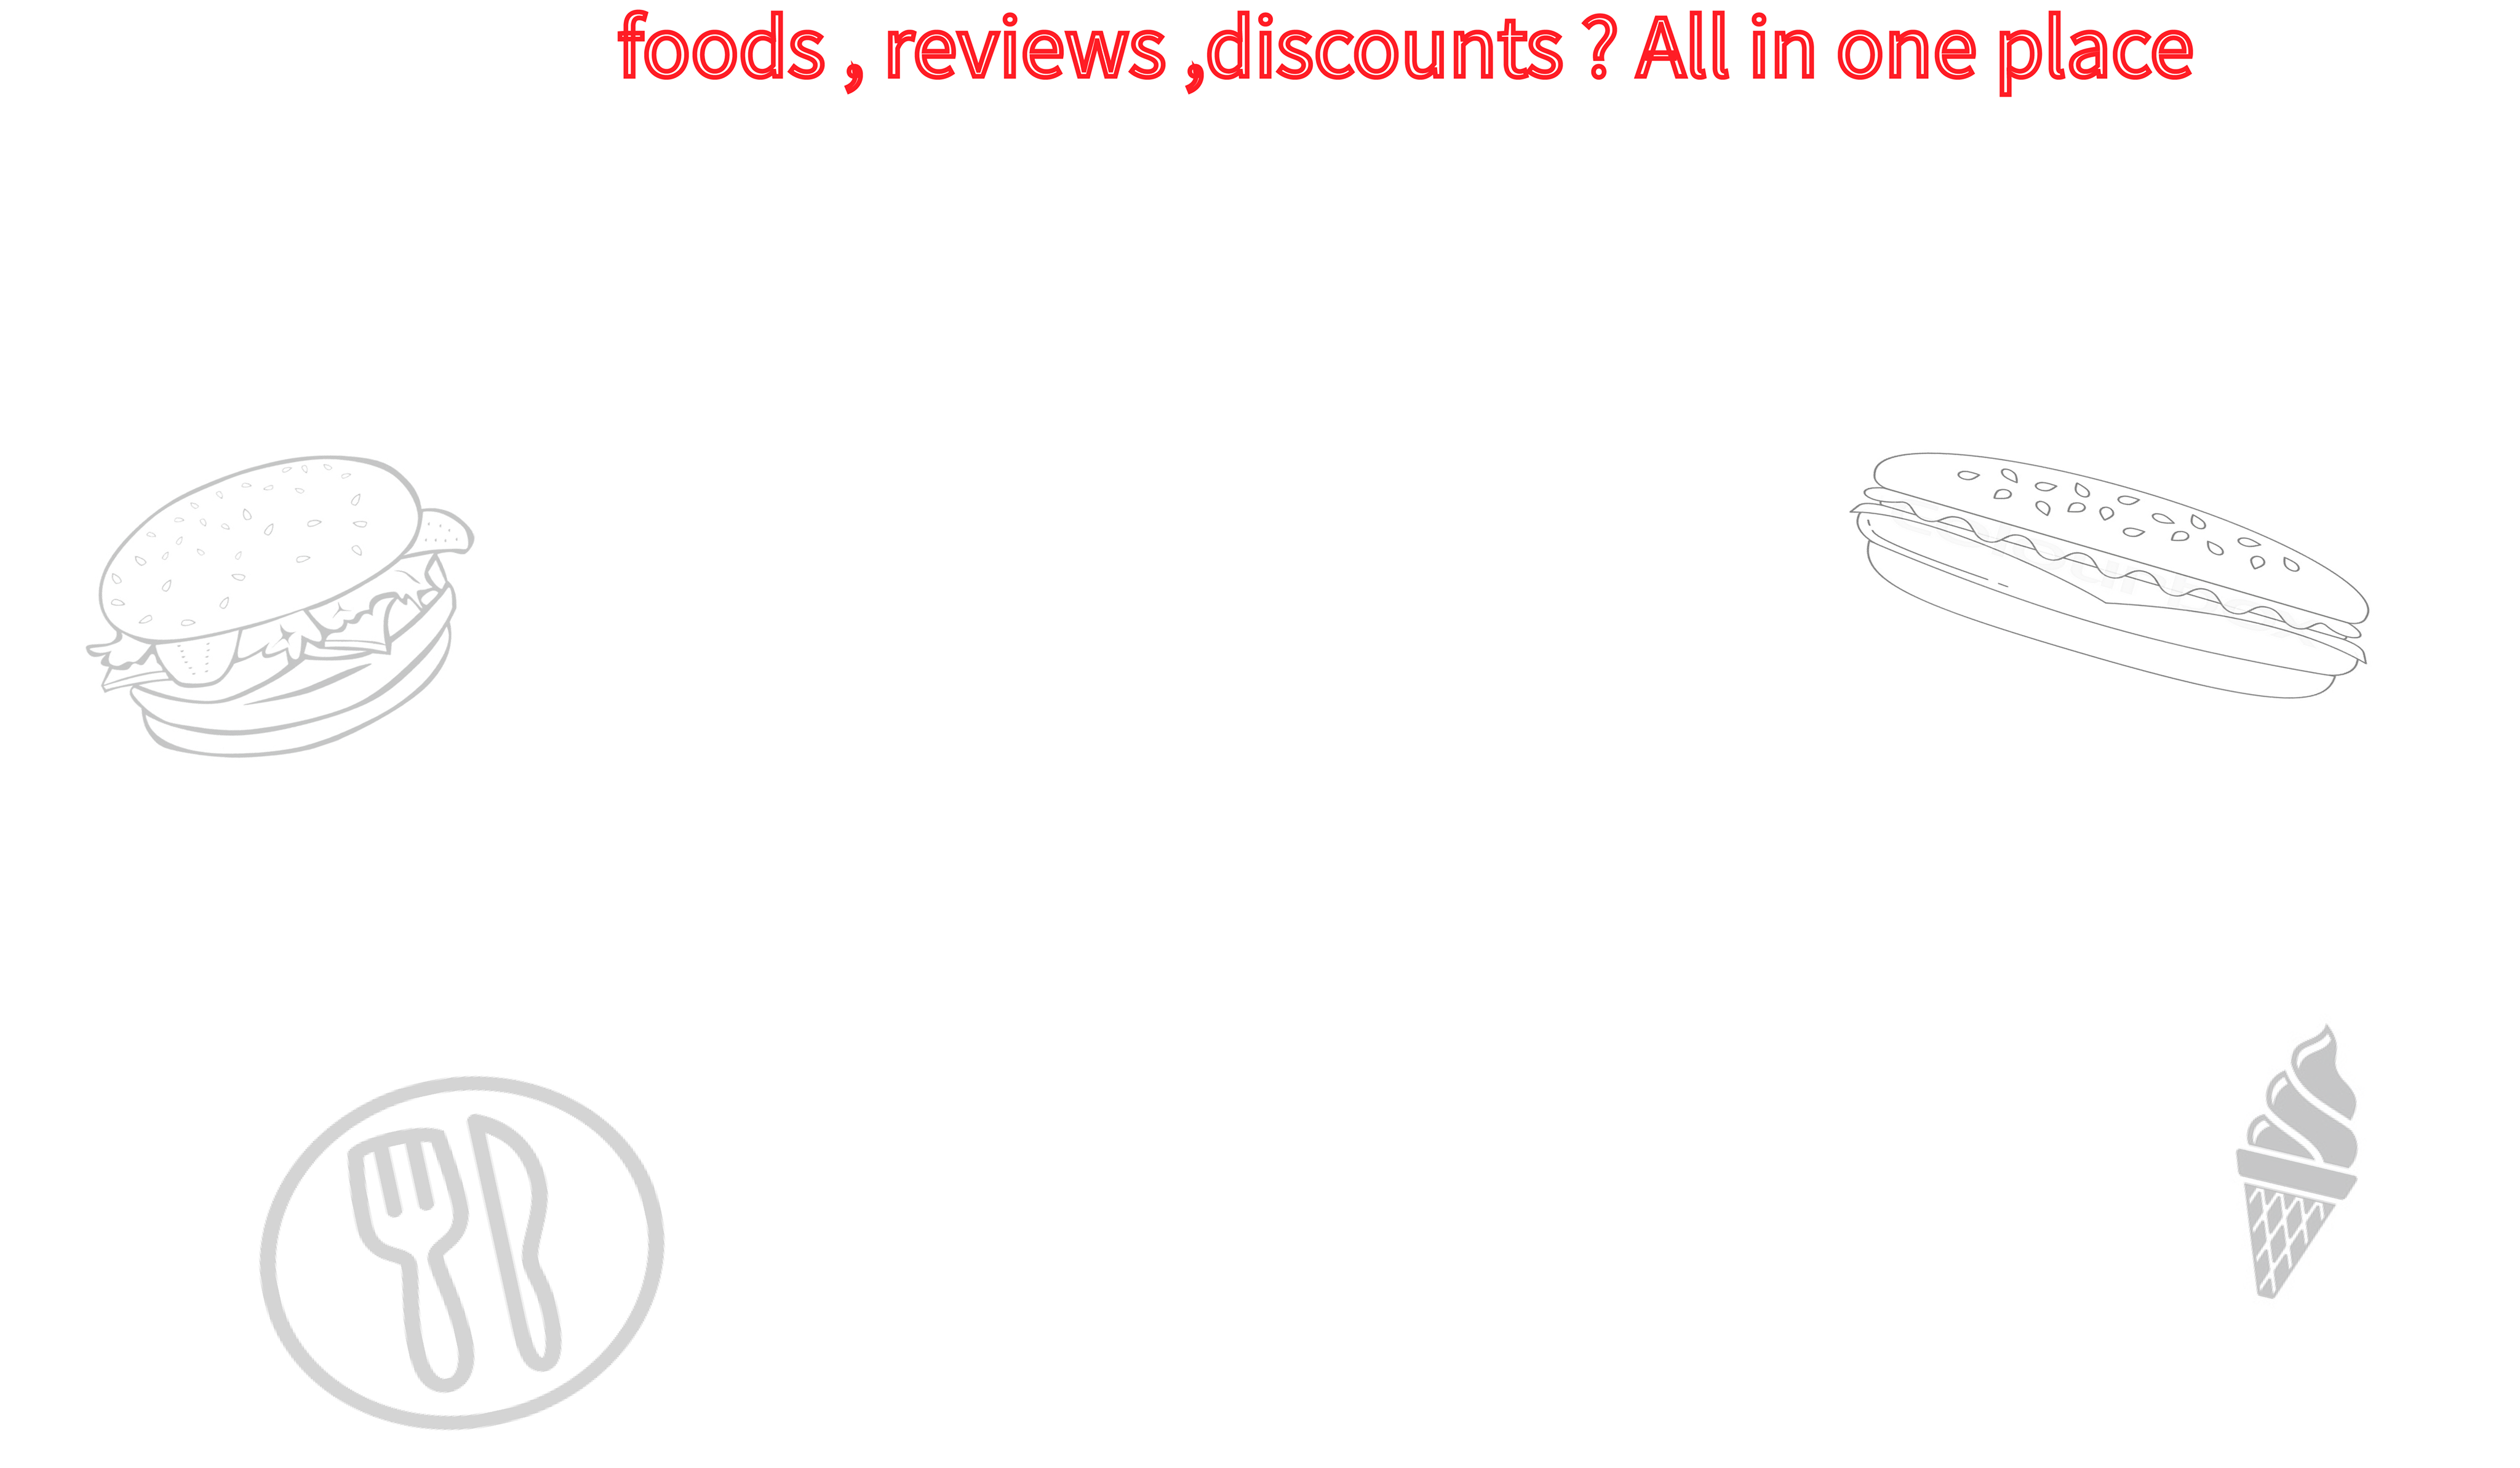 foods , reviews ,discounts ? All in one place